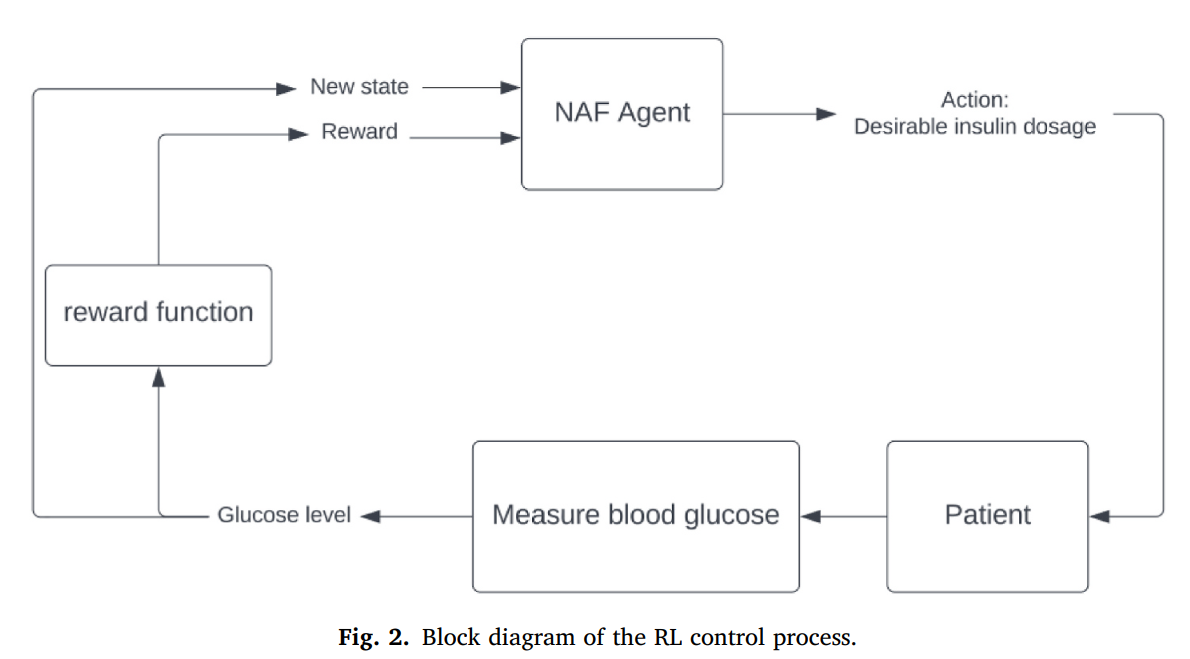 New state
Reward
NAF Agent
Action:
Desirable insulin dosage
reward function
Glucose level
Measure blood glucose
Patient
Fig. 2. Block diagram of the RL control process.